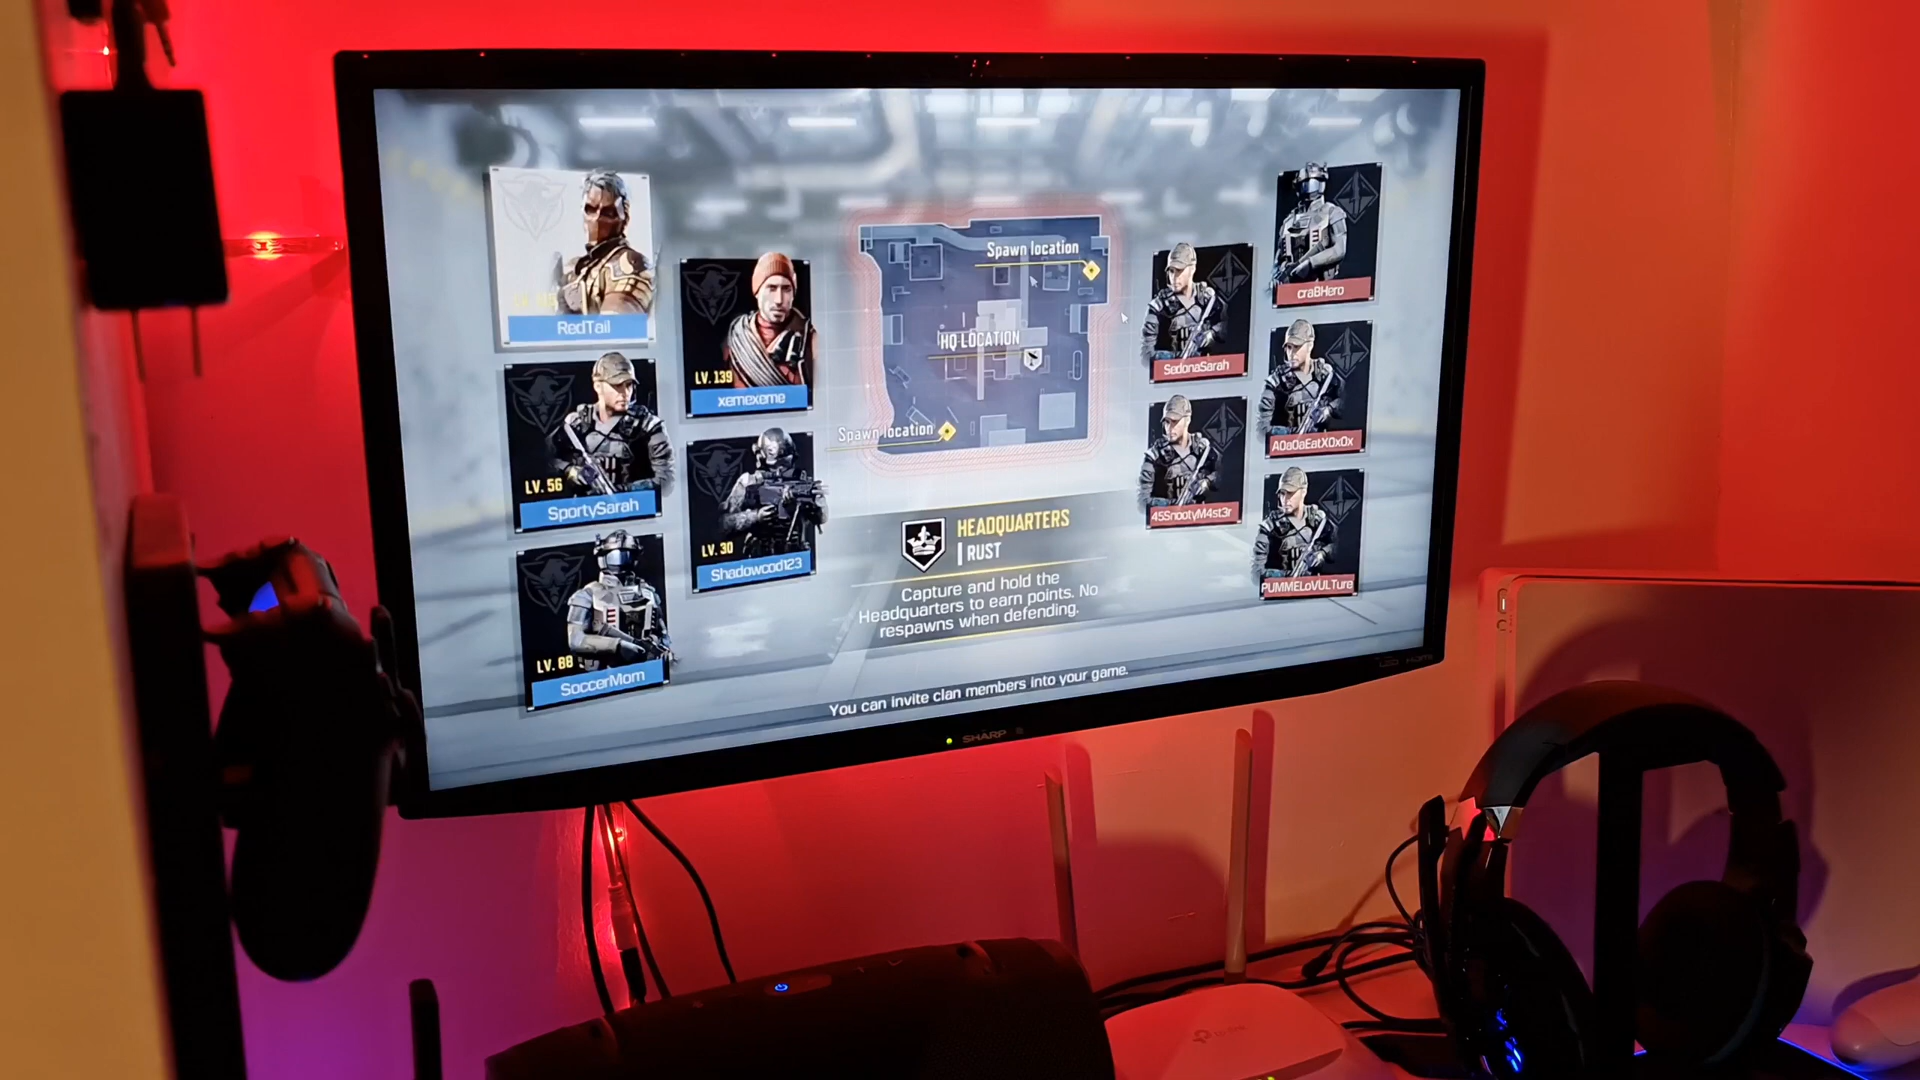 RedTail
LV. 139
xemexeme
LV. 56
SportySarah
LV. 30
Shadowcod123
LV. 88
SoccerMom
Spawn location
HQ LOCATION
Spawn location
HEADQUARTERS
RUST
Capture and hold the
Headquarters to earn points. No
respawns when defending.
You can invite clan members into your game.
craBHero
SedonaSarah
A0a0aEatX0x0x
45SnootyM4st3r
PUMMELoVULTure
SHARP